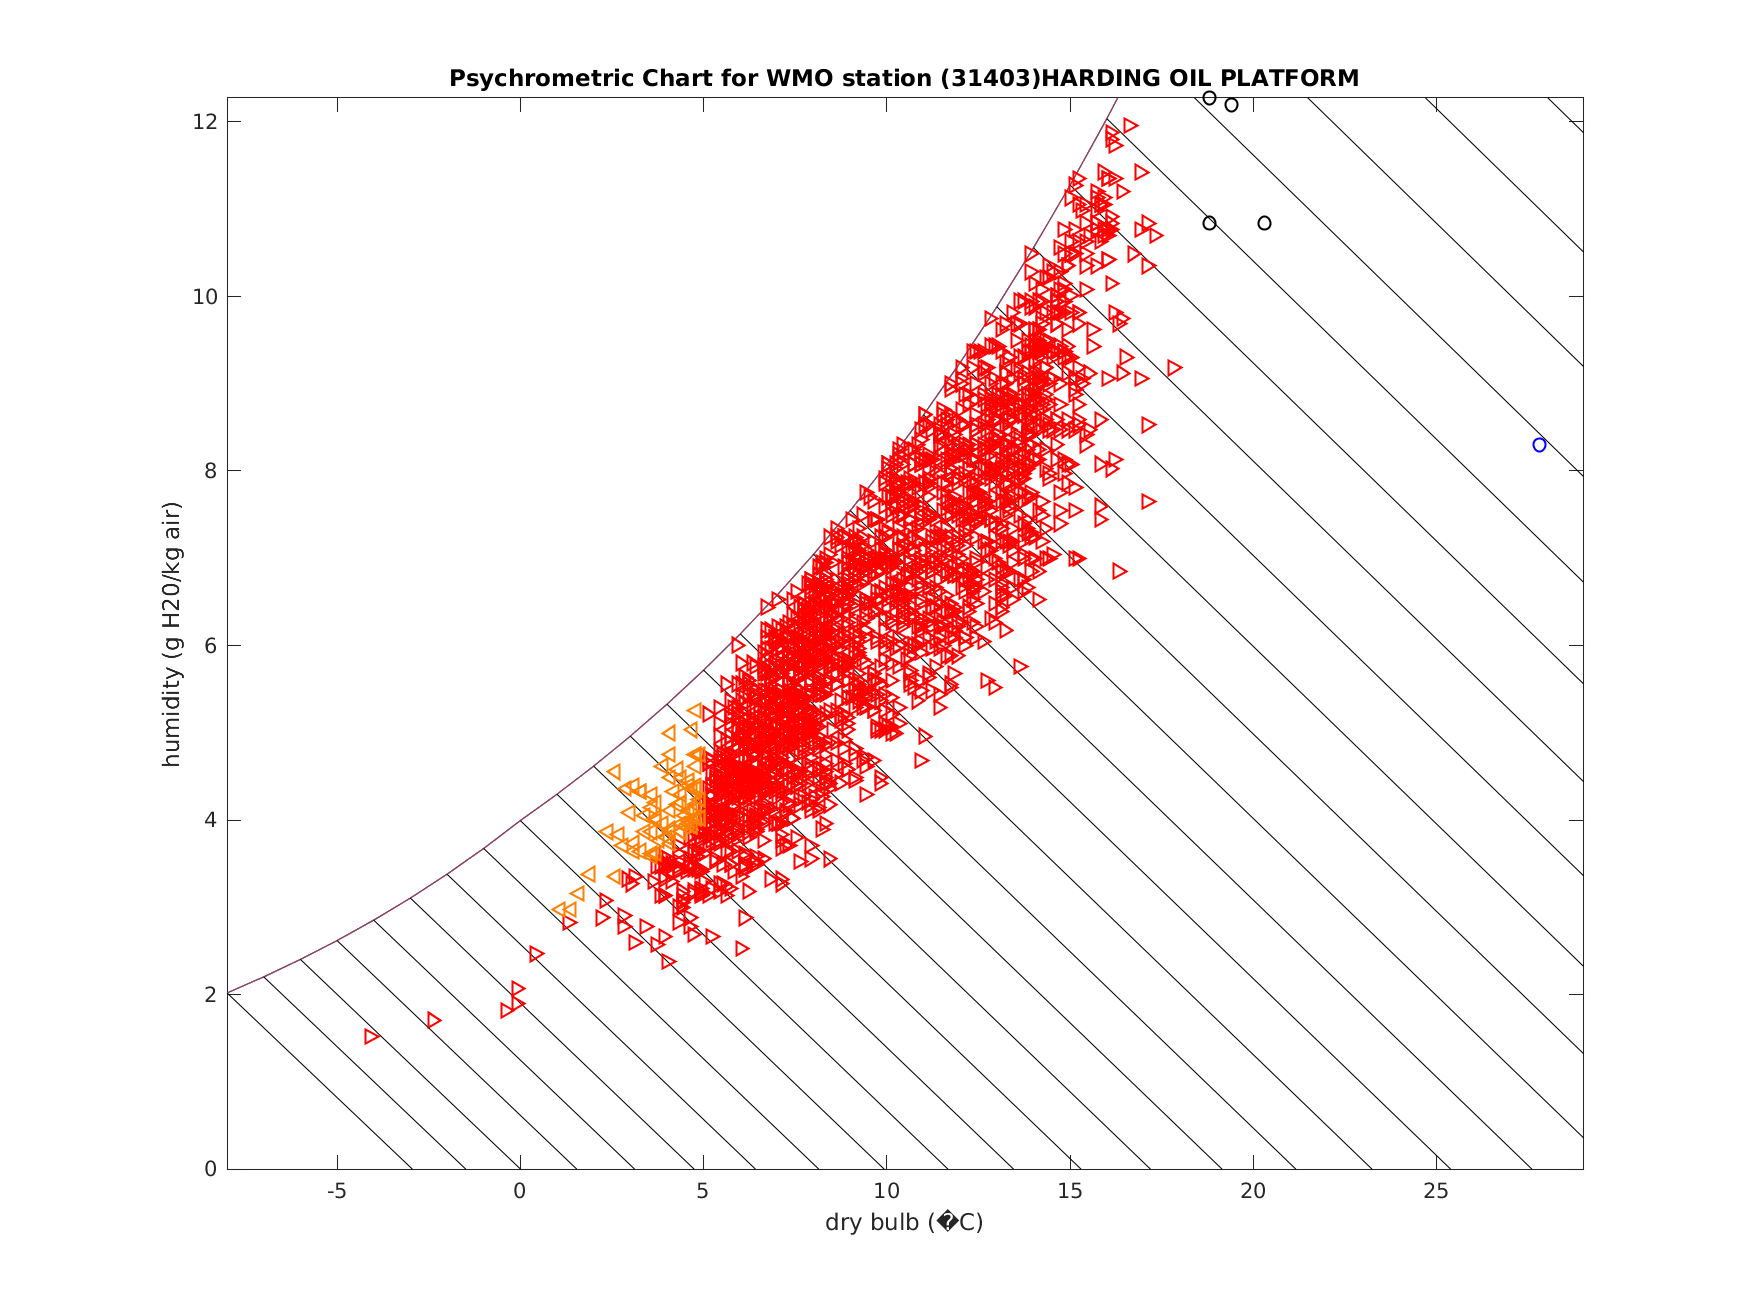 Psychrometric Chart for WMO station (31403)HARDING OIL PLATFORM
12
10
8
6
4
2
0
humidity (g H20/kg air)
-5 0 5 10 15 20 25
dry bulb (�C)